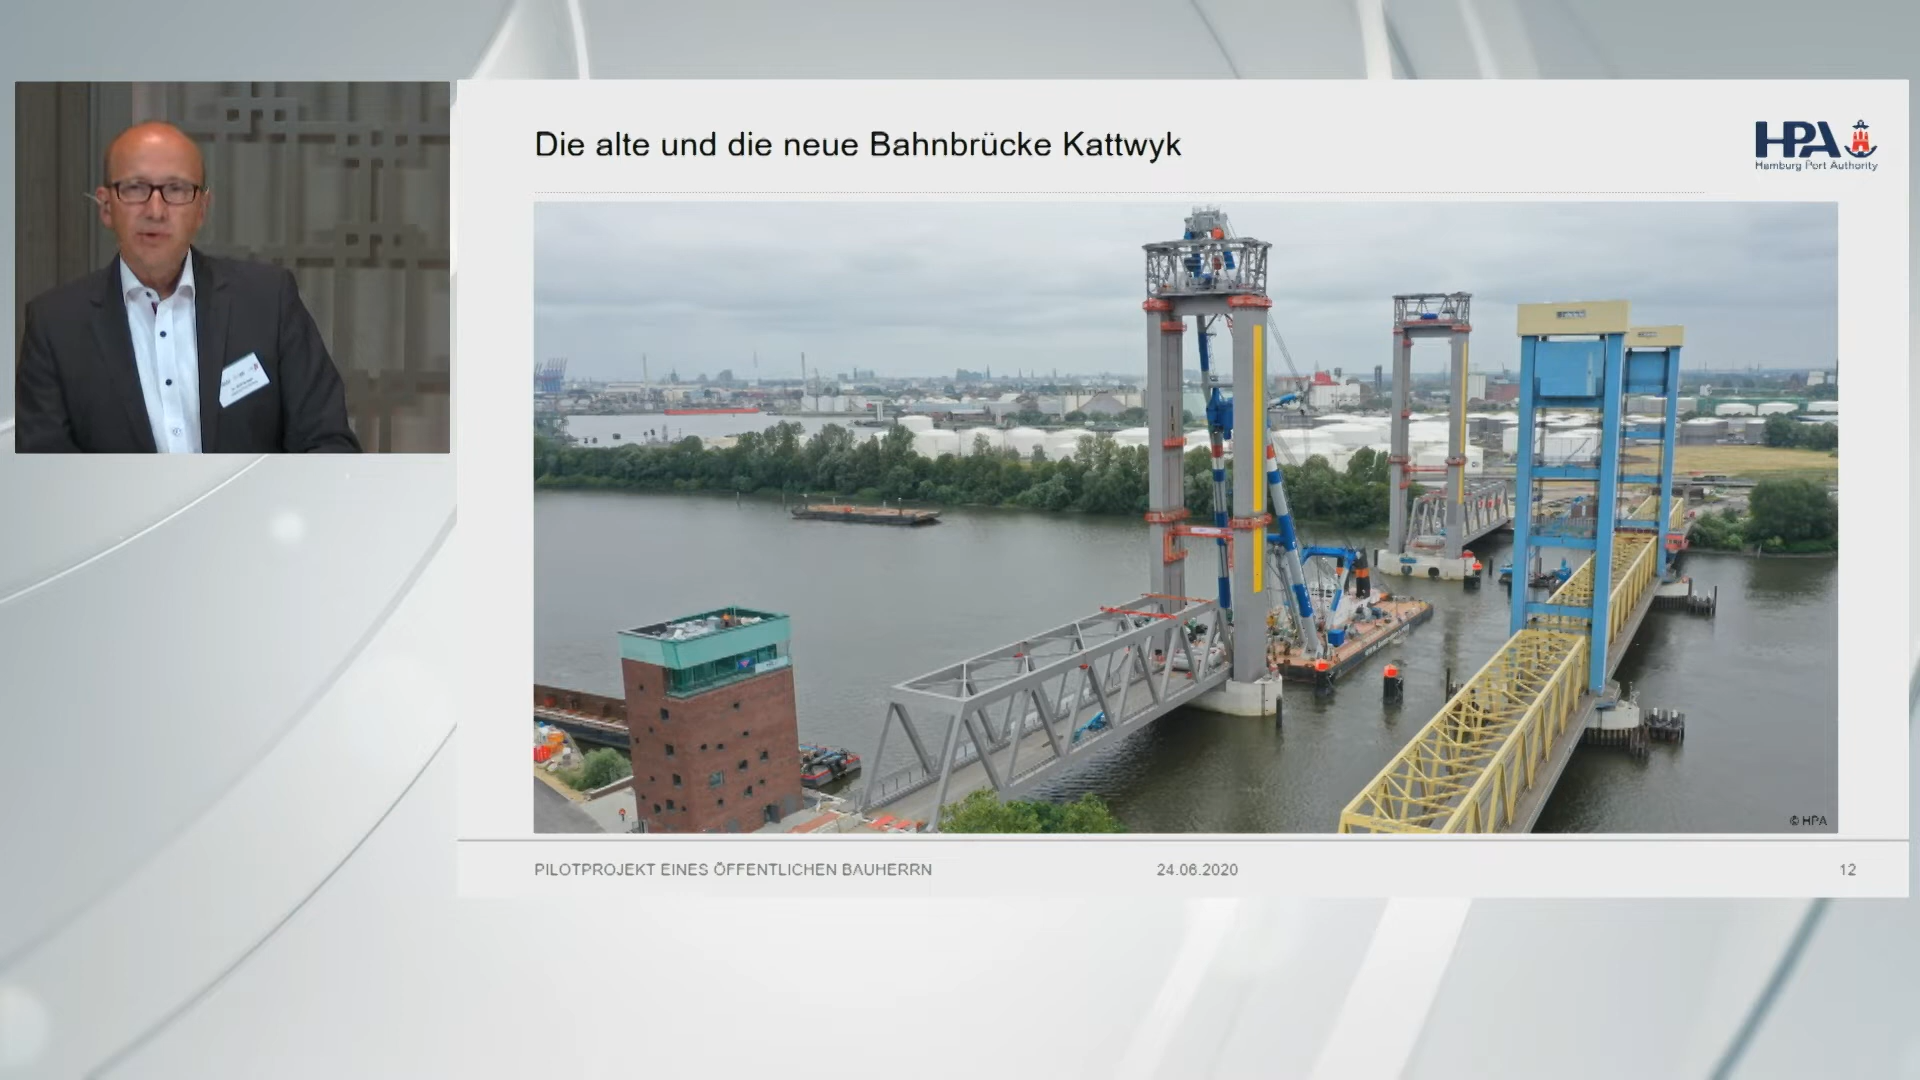 Die alte und die neue Bahnbrücke Kattwyk
HPA
Hamburg Port Authority
© HPA
PILOTPROJEKT EINES ÖFFENTLICHEN BAUHERRN
24.06.2020
12